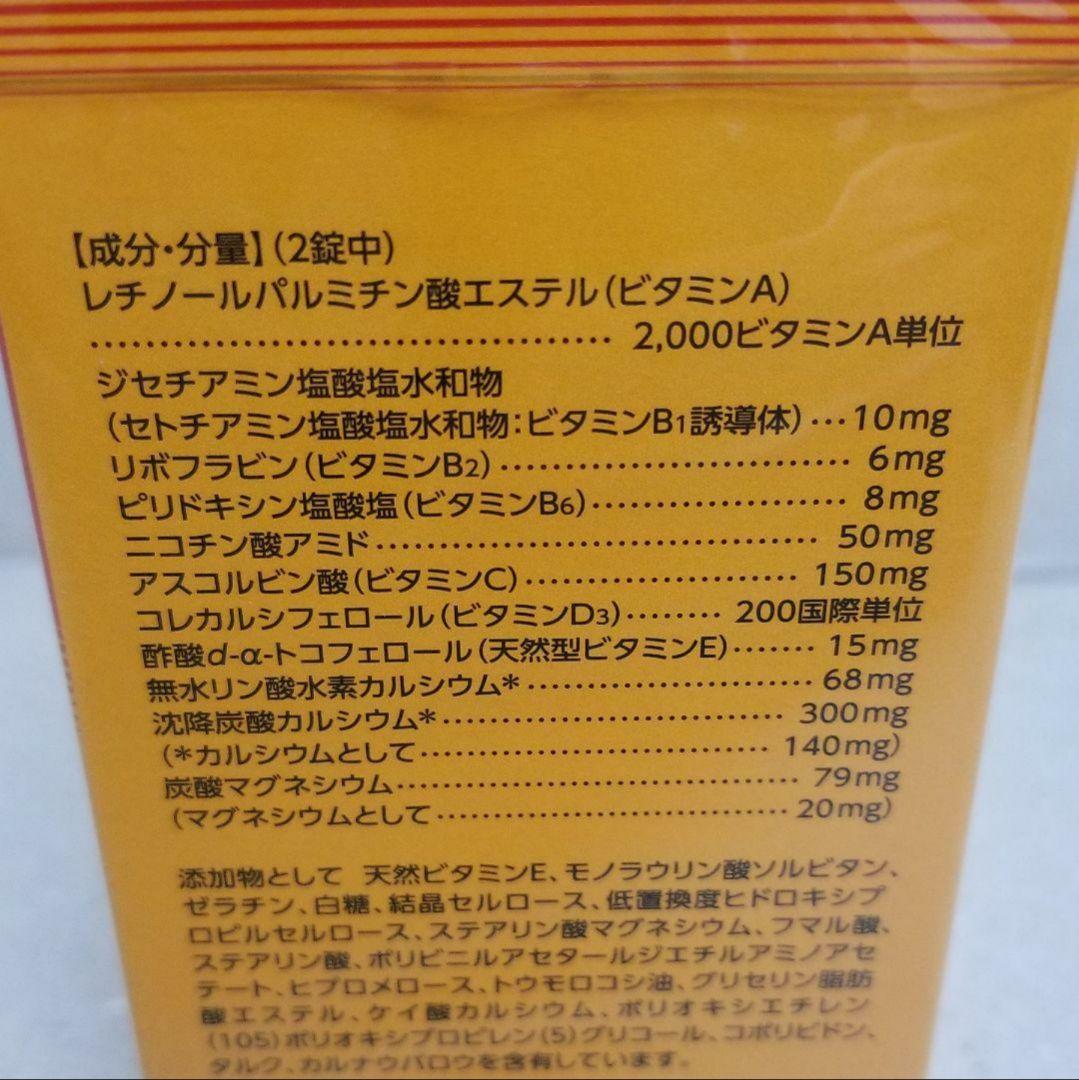 【成分・分量】(2錠中)
レチノールパルミチン酸エステル(ビタミンA)
…………………………………… 2,000ビタミンA単位
ジセチアミン塩酸塩水和物
(セトチアミン塩酸塩水和物:ビタミンB1誘導体)…10mg
リボフラビン(ビタミンB2)………………………… 6mg
ピリドキシン塩酸塩(ビタミンB6)………………… 8mg
ニコチン酸アミド………………………………… 50mg
アスコルビン酸(ビタミンC)…………………… 150mg
コレカルシフェロール(ビタミンD3)……… 200国際単位
酢酸d-α-トコフェロール(天然型ビタミンE)……… 15mg
無水リン酸水素カルシウム*……………………… 68mg
沈降炭酸カルシウム*…………………………… 300mg
(*カルシウムとして…………………………… 140mg)
炭酸マグネシウム………………………………… 79mg
(マグネシウムとして…………………………… 20mg)
添加物として 天然ビタミンE、モノラウリン酸ソルビタン、
ゼラチン、白糖、結晶セルロース、低置換度ヒドロキシプ
ロピルセルロース、ステアリン酸マグネシウム、フマル酸、
ステアリン酸、ポリビニルアセタールジエチルアミノアセ
テート、ヒプロメロース、トウモロコシ油、グリセリン脂肪
酸エステル、ケイ酸カルシウム、ポリオキシエチレン
(105)ポリオキシプロピレン(5)グリコール、コポリビドン、
タルク、カルナウバロウを含有しています。